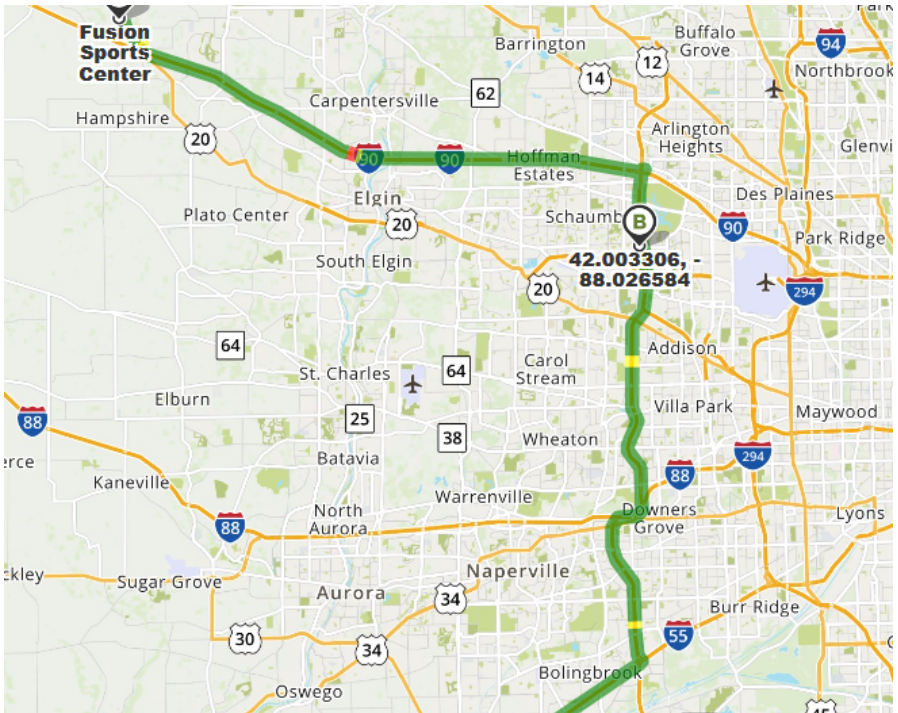 Fusion
Sports
Center
Barrington
Buffalo
Grove
94
Northbrook
12
14
62
Carpentersville
Hampshire
20
Arlington
Heights
90
90
Hoffman
Estates
Elgin
Des Plaines
Plato Center
20
Schaumb
B
90
Park Ridge
South Elgin
42.003306, -
88.026584
20
294
64
Addison
St. Charles
64
Carol
Stream
Elburn
25
Villa Park
Maywood
88
38
Wheaton
Batavia
294
88
Kaneville
Warrenville
North
Aurora
88
Downers
Grove
Lyons
Sugar Grove
Naperville
Aurora
34
Burr Ridge
30
34
55
Bolingbrook
Oswego